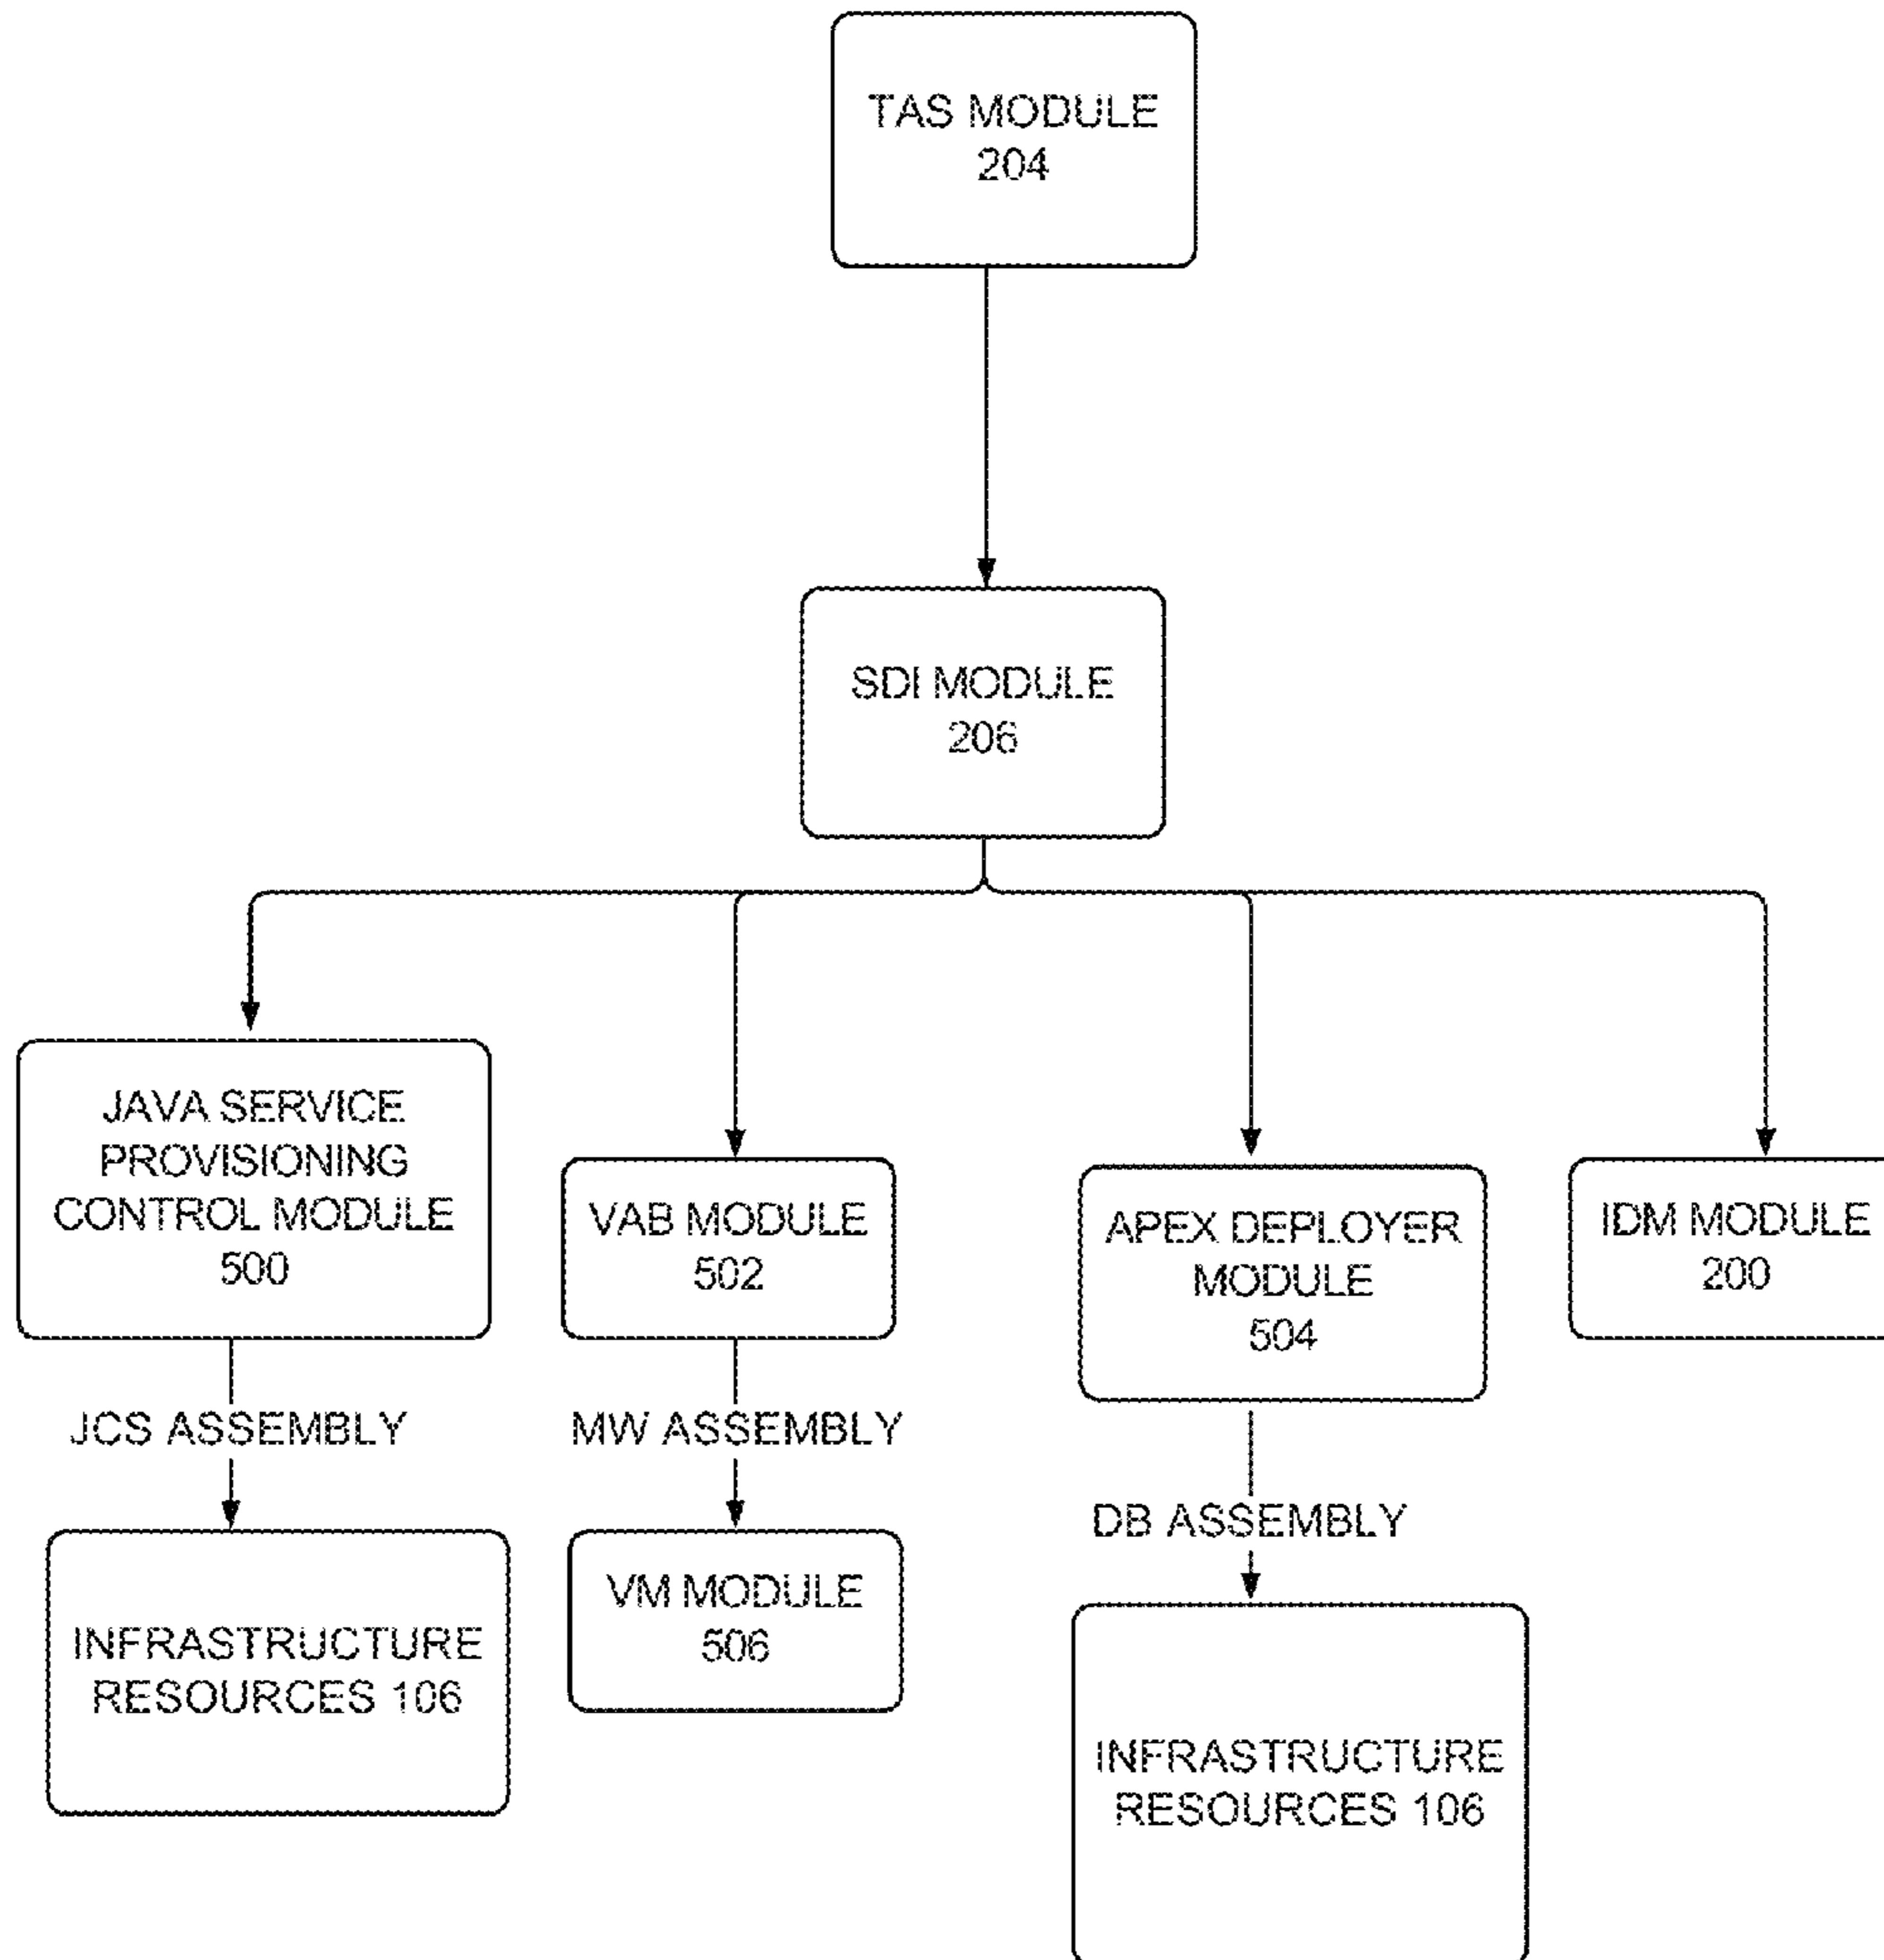 TAS MODULE
204
SDI MODULE
206
JAVA SERVICE
PROVISIONING
CONTROL MODULE
500
VAB MODULE
502
APEX DEPLOYER
MODULE
504
IDM MODULE
200
JCS ASSEMBLY
MW ASSEMBLY
DB ASSEMBLY
INFRASTRUCTURE
RESOURCES 106
VM MODULE
506
INFRASTRUCTURE
RESOURCES 106